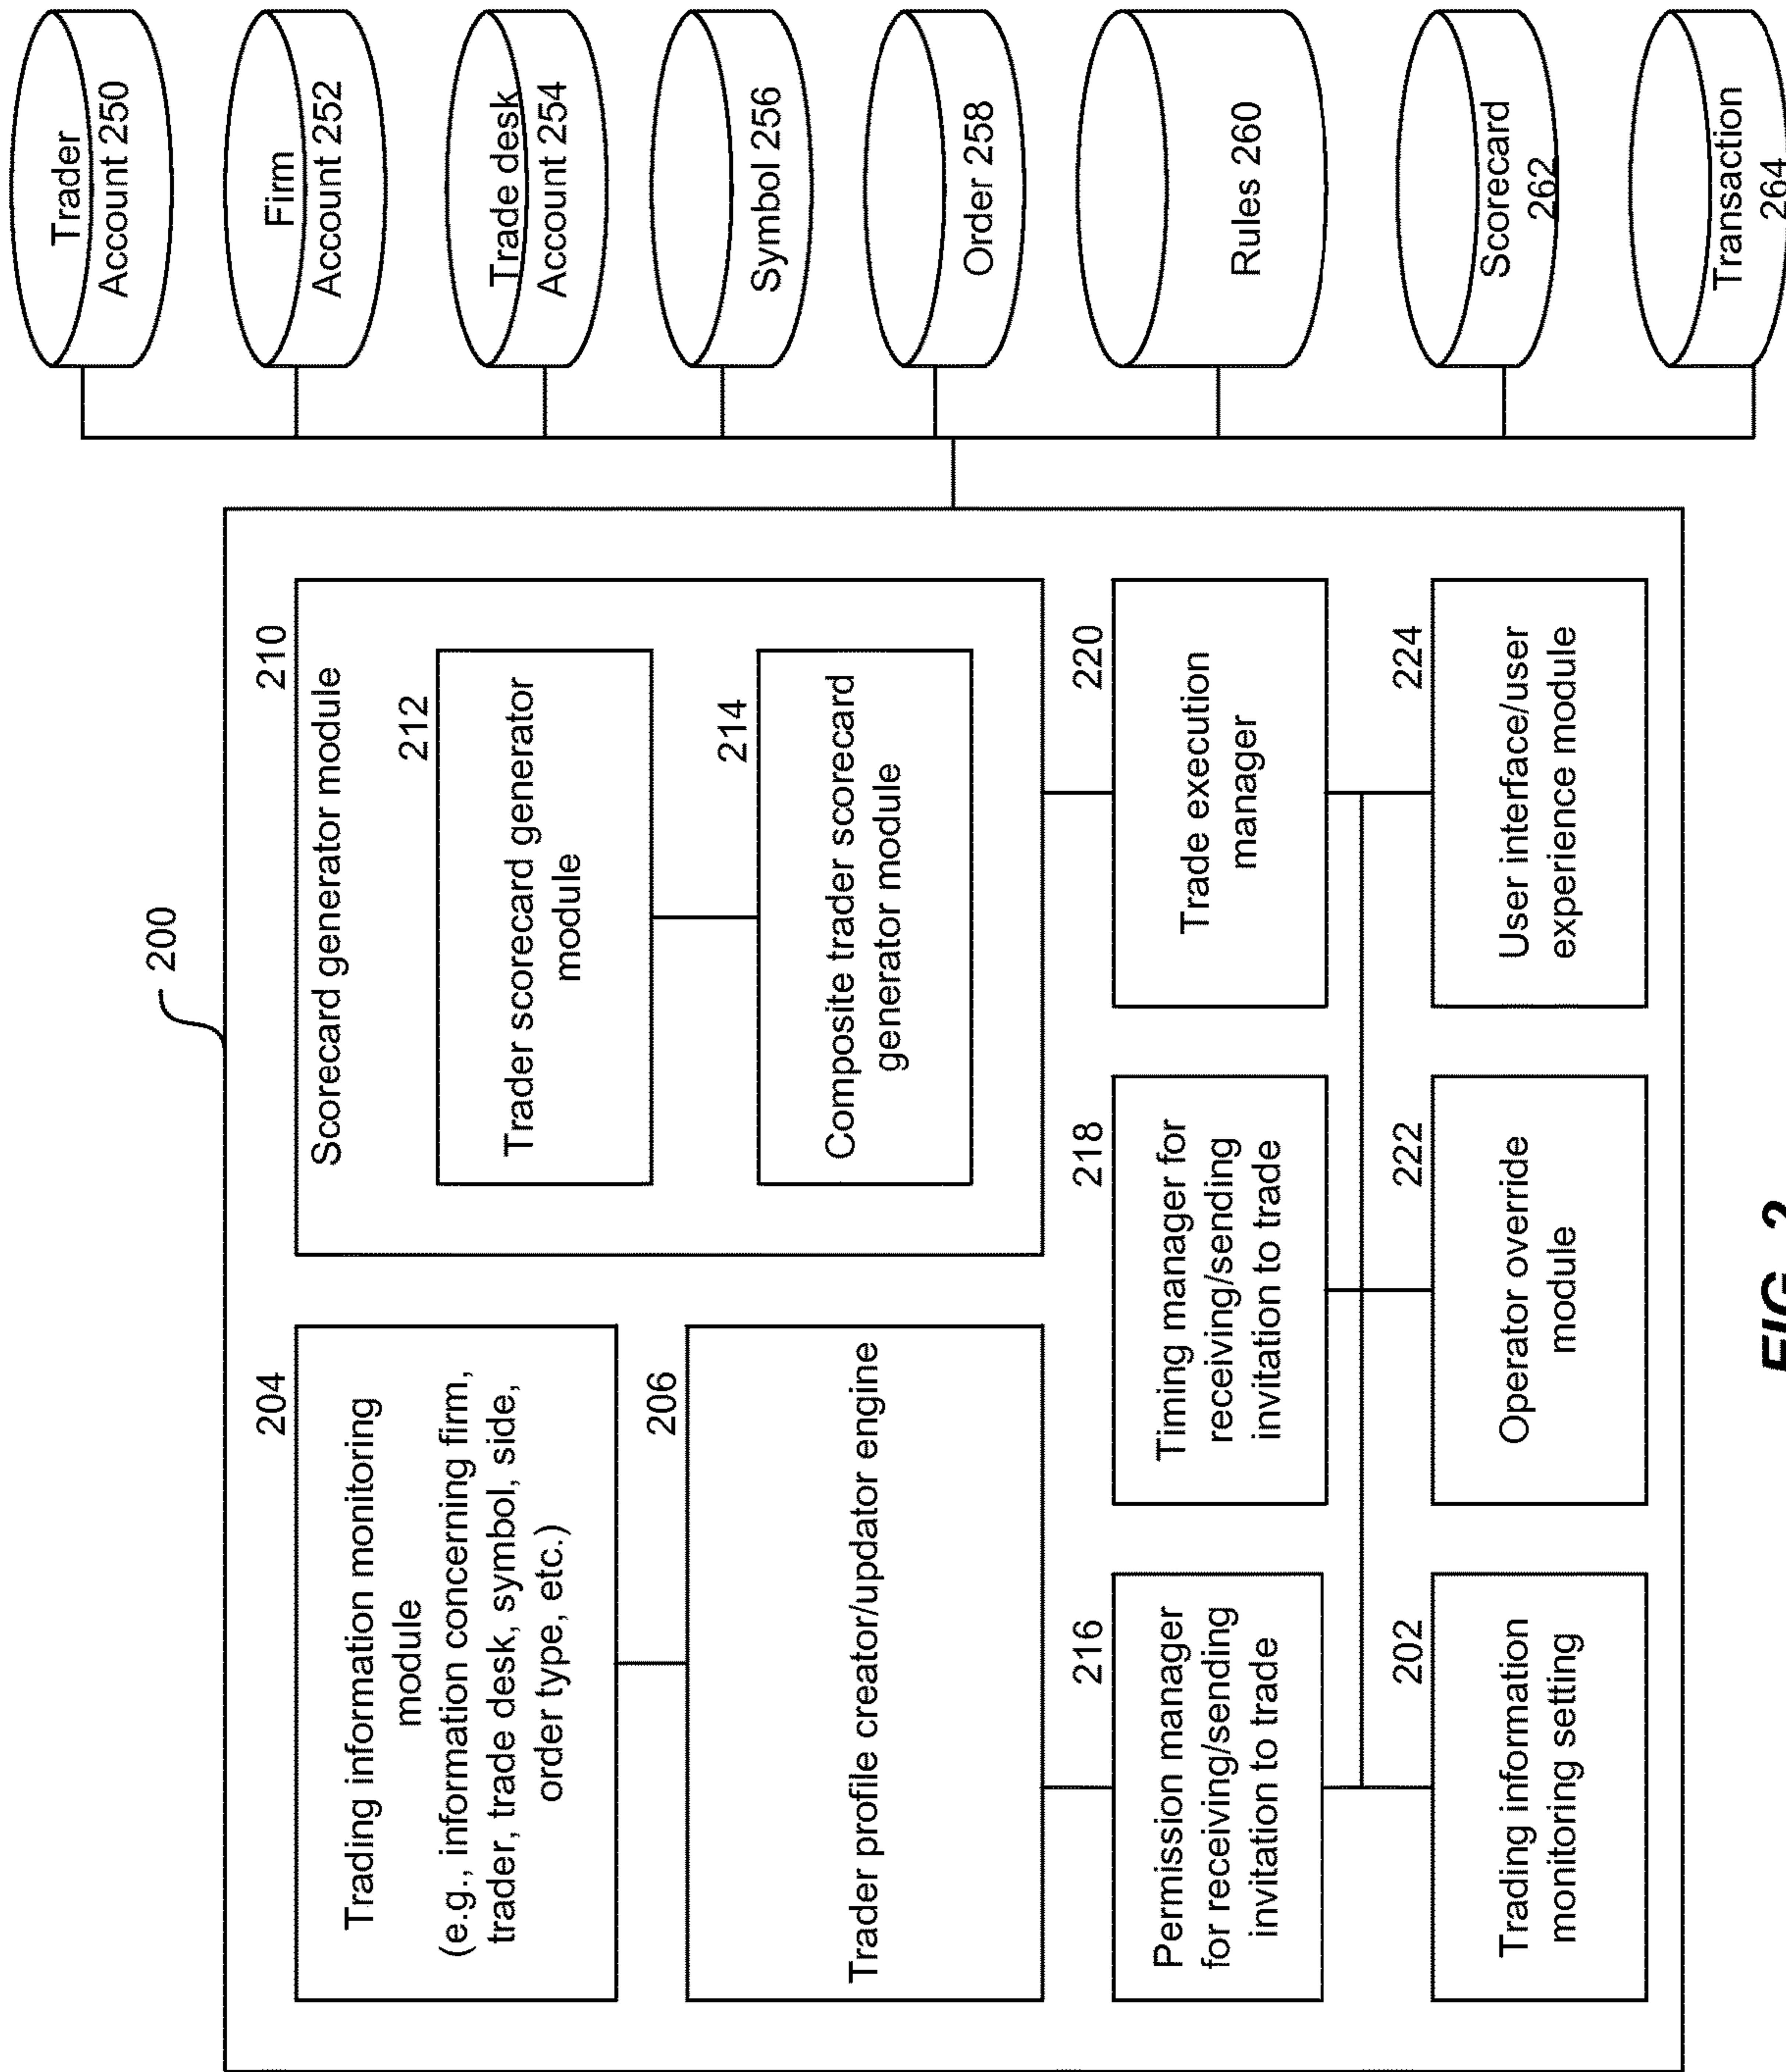 200
204
Trading information monitoring
module
(e.g., information concerning firm,
trader, trade desk, symbol, side,
order type, etc.)
206
Trader profile creator/updator engine
210
Scorecard generator module
212
Trader scorecard generator
module
214
Composite trader scorecard
generator module
216
Permission manager
for receiving/sending
invitation to trade
218
Timing manager for
receiving/sending
invitation to trade
220
Trade execution
manager
202
Trading information
monitoring setting
222
Operator override
module
224
User interface/user
experience module
Trader
Account 250
Firm
Account 252
Trade desk
Account 254
Symbol 256
Order 258
Rules 260
Scorecard
262
Transaction
264
FIG. 2